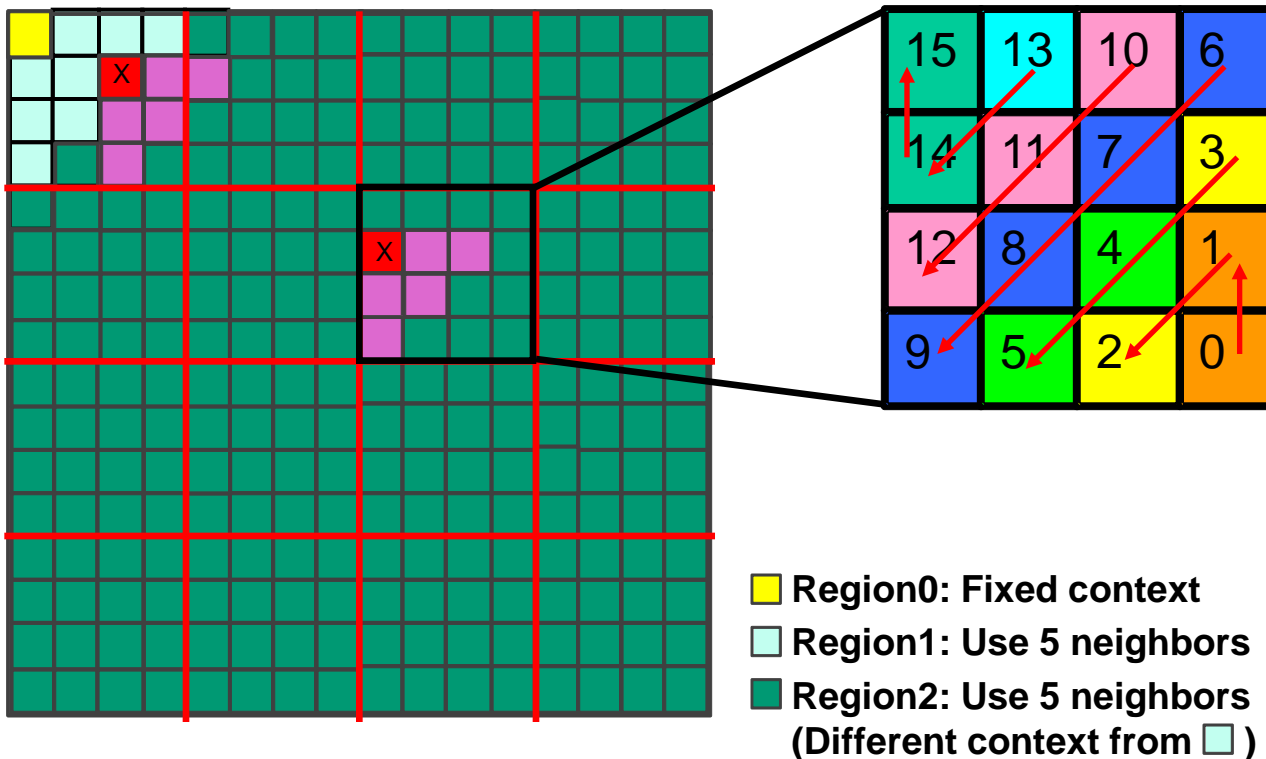 X
X
15 13 10 6
14 11 7 3
12 8 4 1
9 5 2 0
Region0: Fixed context
Region1: Use 5 neighbors
Region2: Use 5 neighbors
(Different context from )